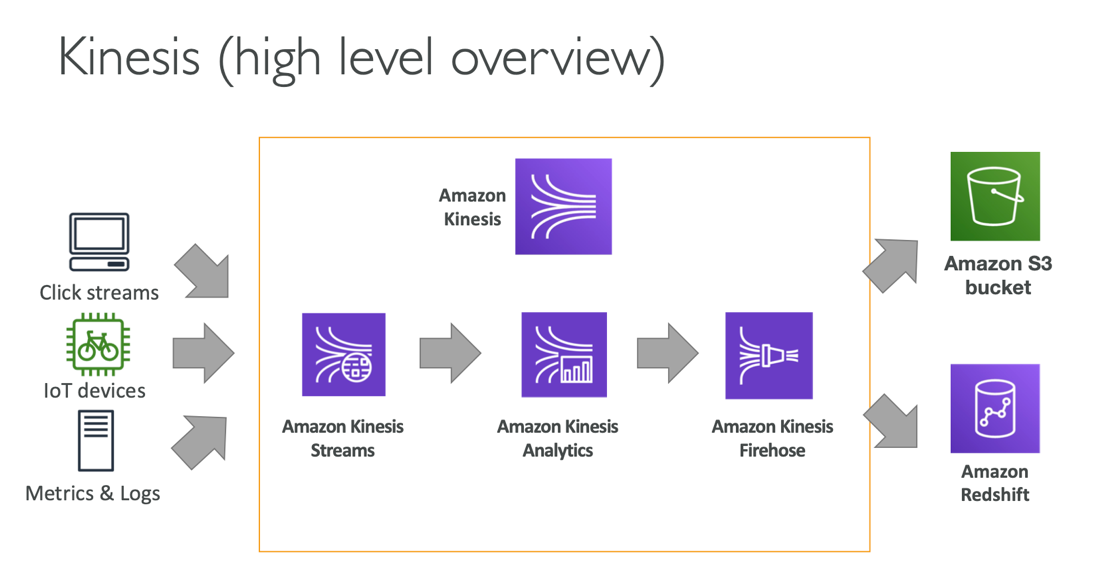 Kinesis (high level overview)
Amazon
Kinesis
Click streams
IoT devices
Metrics & Logs
Amazon Kinesis
Streams
Amazon Kinesis
Analytics
Amazon Kinesis
Firehose
Amazon S3
bucket
Amazon
Redshift